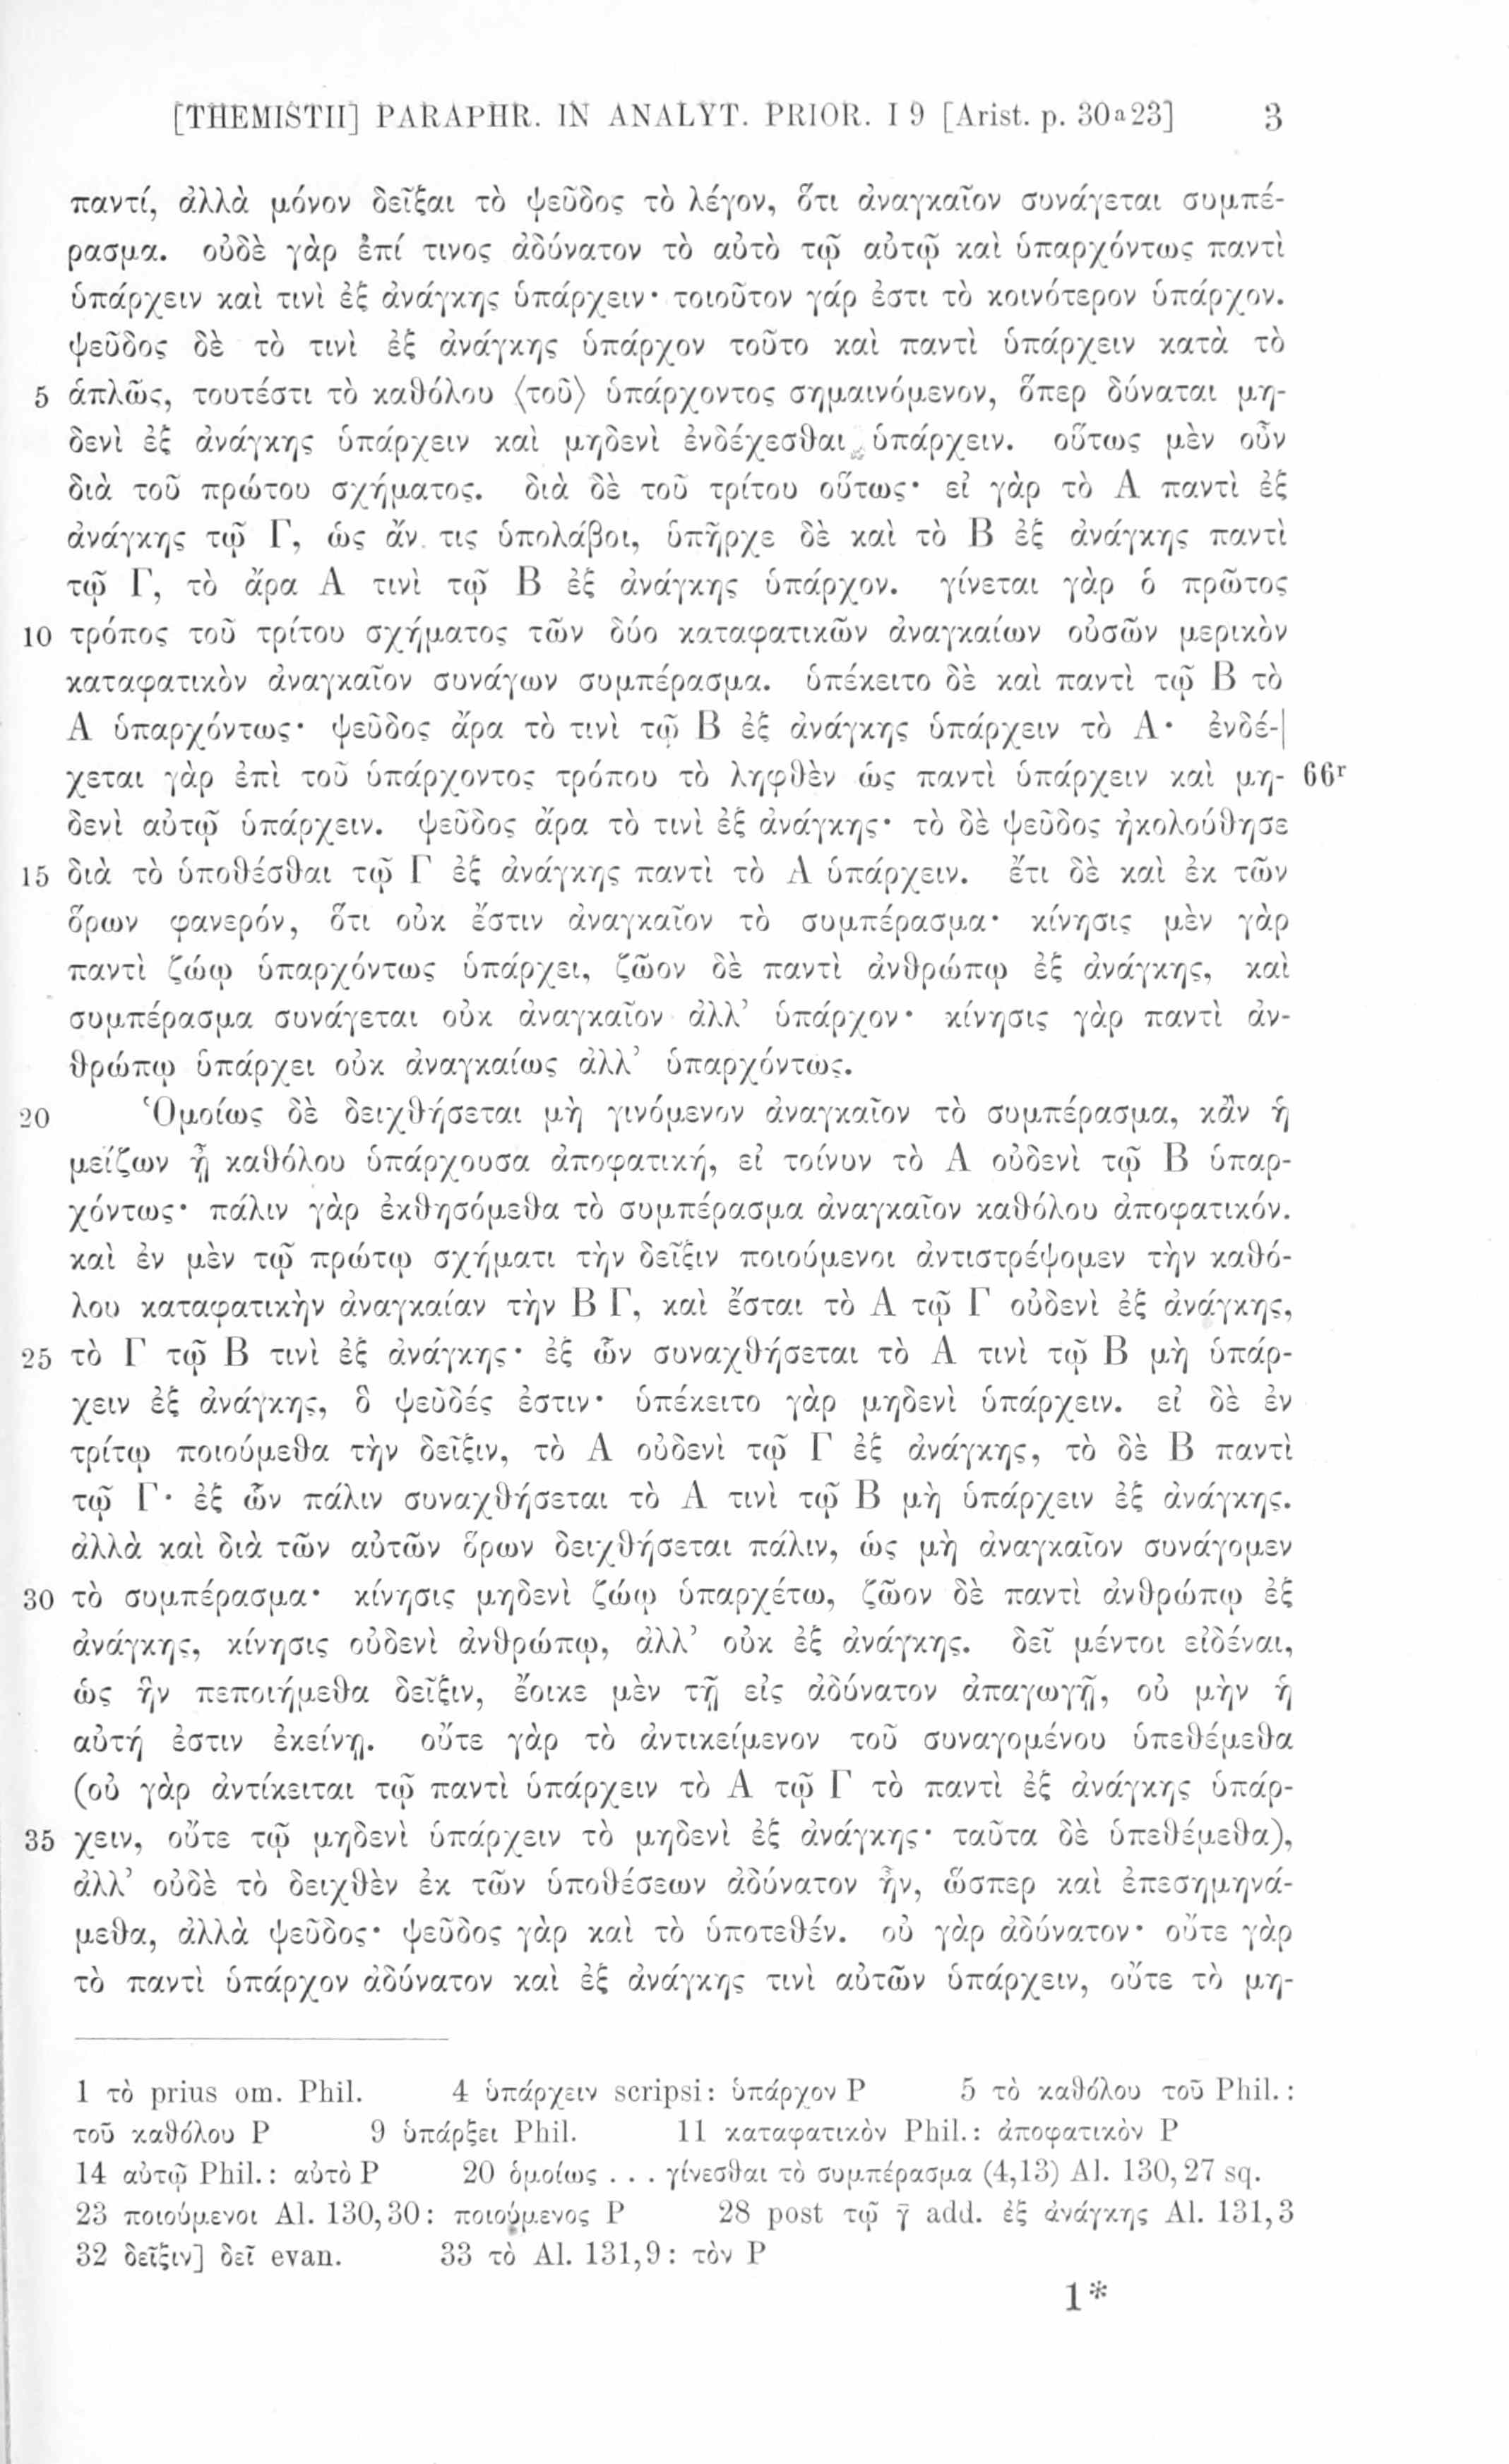 [THEMISTII] PARAPHR. IN ANALYT. PRIOR. I 9 [Arist. p. 30a23] 3
παντί, ἀλλὰ μόνον δεῖξαι τὸ ψεῦδος τὸ λέγον, ὅτι ἀναγκαῖον συνάγεται συμπέ-
ρασμα. οὐδὲ γὰρ ἐπί τινος ἀδύνατον τὸ αὐτὸ τῷ αὐτῷ καὶ ὑπαρχόντως παντὶ
ὑπάρχειν καὶ τινὶ ἐξ ἀνάγκης ὑπάρχειν· τοιοῦτον γάρ ἐστι τὸ κοινότερον ὑπάρχον.
ψεῦδος δὲ τὸ τινὶ ἐξ ἀνάγκης ὑπάρχον τοῦτο καὶ παντὶ ὑπάρχειν κατὰ τὸ
5 ἁπλῶς, τουτέστι τὸ καθόλου ⟨τοῦ⟩ ὑπάρχοντος σημαινόμενον, ὅπερ δύναται μη-
δενὶ ἐξ ἀνάγκης ὑπάρχειν καὶ μηδενὶ ἐνδέχεσθαι ὑπάρχειν. οὕτως μὲν οὖν
διὰ τοῦ πρώτου σχήματος. διὰ δὲ τοῦ τρίτου οὕτως· εἰ γὰρ τὸ Α παντὶ ἐξ
ἀνάγκης τῷ Γ, ὡς ἄν τις ὑπολάβοι, ὑπῆρχε δὲ καὶ τὸ Β ἐξ ἀνάγκης παντὶ
τῷ Γ, τὸ ἄρα Α τινὶ τῷ Β ἐξ ἀνάγκης ὑπάρχον. γίνεται γὰρ ὁ πρῶτος
10 τρόπος τοῦ τρίτου σχήματος τῶν δύο καταφατικῶν ἀναγκαίων οὐσῶν μερικὸν
καταφατικὸν ἀναγκαῖον συνάγων συμπέρασμα. ὑπέκειτο δὲ καὶ παντὶ τῷ Β τὸ
Α ὑπαρχόντως· ψεῦδος ἄρα τὸ τινὶ τῷ Β ἐξ ἀνάγκης ὑπάρχειν τὸ Α· ἐνδέ-|
χεται γὰρ ἐπὶ τοῦ ὑπάρχοντος τρόπου τὸ ληφθὲν ὡς παντὶ ὑπάρχειν καὶ μη- 66r
δενὶ αὐτῷ ὑπάρχειν. ψεῦδος ἄρα τὸ τινὶ ἐξ ἀνάγκης· τὸ δὲ ψεῦδος ἠκολούθησε
15 διὰ τὸ ὑποθέσθαι τῷ Γ ἐξ ἀνάγκης παντὶ τὸ Α ὑπάρχειν. ἔτι δὲ καὶ ἐκ τῶν
ὅρων φανερόν, ὅτι οὐκ ἔστιν ἀναγκαῖον τὸ συμπέρασμα· κίνησις μὲν γὰρ
παντὶ ζώῳ ὑπαρχόντως ὑπάρχει, ζῶον δὲ παντὶ ἀνθρώπῳ ἐξ ἀνάγκης, καὶ
συμπέρασμα συνάγεται οὐκ ἀναγκαῖον ἀλλ’ ὑπάρχον· κίνησις γὰρ παντὶ ἀν-
θρώπῳ ὑπάρχει οὐκ ἀναγκαίως ἀλλ’ ὑπαρχόντως.
20 Ὁμοίως δὲ δειχθήσεται μὴ γινόμενον ἀναγκαῖον τὸ συμπέρασμα, κἂν ἡ
μείζων ᾖ καθόλου ὑπάρχουσα ἀποφατική, εἰ τοίνυν τὸ Α οὐδενὶ τῷ Β ὑπαρ-
χόντως· πάλιν γὰρ ἐκθησόμεθα τὸ συμπέρασμα ἀναγκαῖον καθόλου ἀποφατικόν.
καὶ ἐν μὲν τῷ πρώτῳ σχήματι τὴν δεῖξιν ποιούμενοι ἀντιστρέψομεν τὴν καθό-
λου καταφατικὴν ἀναγκαίαν τὴν Β Γ, καὶ ἔσται τὸ Α τῷ Γ οὐδενὶ ἐξ ἀνάγκης,
25 τὸ Γ τῷ Β τινὶ ἐξ ἀνάγκης· ἐξ ὧν συναχθήσεται τὸ Α τινὶ τῷ Β μὴ ὑπάρ-
χειν ἐξ ἀνάγκης, ὃ ψεῦδές ἐστιν· ὑπέκειτο γὰρ μηδενὶ ὑπάρχειν. εἰ δὲ ἐν
τρίτῳ ποιούμεθα τὴν δεῖξιν, τὸ Α οὐδενὶ τῷ Γ ἐξ ἀνάγκης, τὸ δὲ Β παντὶ
τῷ Γ· ἐξ ὧν πάλιν συναχθήσεται τὸ Α τινὶ τῷ Β μὴ ὑπάρχειν ἐξ ἀνάγκης.
ἀλλὰ καὶ διὰ τῶν αὐτῶν ὅρων δειχθήσεται πάλιν, ὡς μὴ ἀναγκαῖον συνάγομεν
30 τὸ συμπέρασμα· κίνησις μηδενὶ ζώῳ ὑπαρχέτω, ζῶον δὲ παντὶ ἀνθρώπῳ ἐξ
ἀνάγκης, κίνησις οὐδενὶ ἀνθρώπῳ, ἀλλ’ οὐκ ἐξ ἀνάγκης. δεῖ μέντοι εἰδέναι,
ὡς ἣν πεποιήμεθα δεῖξιν, ἔοικε μὲν τῇ εἰς ἀδύνατον ἀπαγωγῇ, οὐ μὴν ἡ
αὐτή ἐστιν ἐκείνῃ. οὔτε γὰρ τὸ ἀντικείμενον τοῦ συναγομένου ὑπεθέμεθα
(οὐ γὰρ ἀντίκειται τῷ παντὶ ὑπάρχειν τὸ Α τῷ Γ τὸ παντὶ ἐξ ἀνάγκης ὑπάρ-
35 χειν, οὔτε τῷ μηδενὶ ὑπάρχειν τὸ μηδενὶ ἐξ ἀνάγκης· ταῦτα δὲ ὑπεθέμεθα),
ἀλλ’ οὐδὲ τὸ δειχθὲν ἐκ τῶν ὑποθέσεων ἀδύνατον ἦν, ὥσπερ καὶ ἐπεσημηνά-
μεθα, ἀλλὰ ψεῦδος· ψεῦδος γὰρ καὶ τὸ ὑποτεθέν. οὐ γὰρ ἀδύνατον· οὔτε γὰρ
τὸ παντὶ ὑπάρχον ἀδύνατον καὶ ἐξ ἀνάγκης τινὶ αὐτῶν ὑπάρχειν, οὔτε τὸ μη-
1 τὸ prius om. Phil. 4 ὑπάρχειν scripsi: ὑπάρχον P 5 τὸ καθόλου τοῦ Phil.:
τοῦ καθόλου P 9 ὑπάρξει Phil. 11 καταφατικὸν Phil.: ἀποφατικὸν P
14 αὐτῷ Phil.: αὐτὸ P 20 ὁμοίως . . . γίνεσθαι τὸ συμπέρασμα (4,13) Al. 130,27 sq.
23 ποιούμενοι Al. 130,30: ποιούμενος P 28 post τῷ γ̄ add. ἐξ ἀνάγκης Al. 131,3
32 δεῖξιν] δεῖ evan. 33 τὸ Al. 131,9: τὸν P
1*